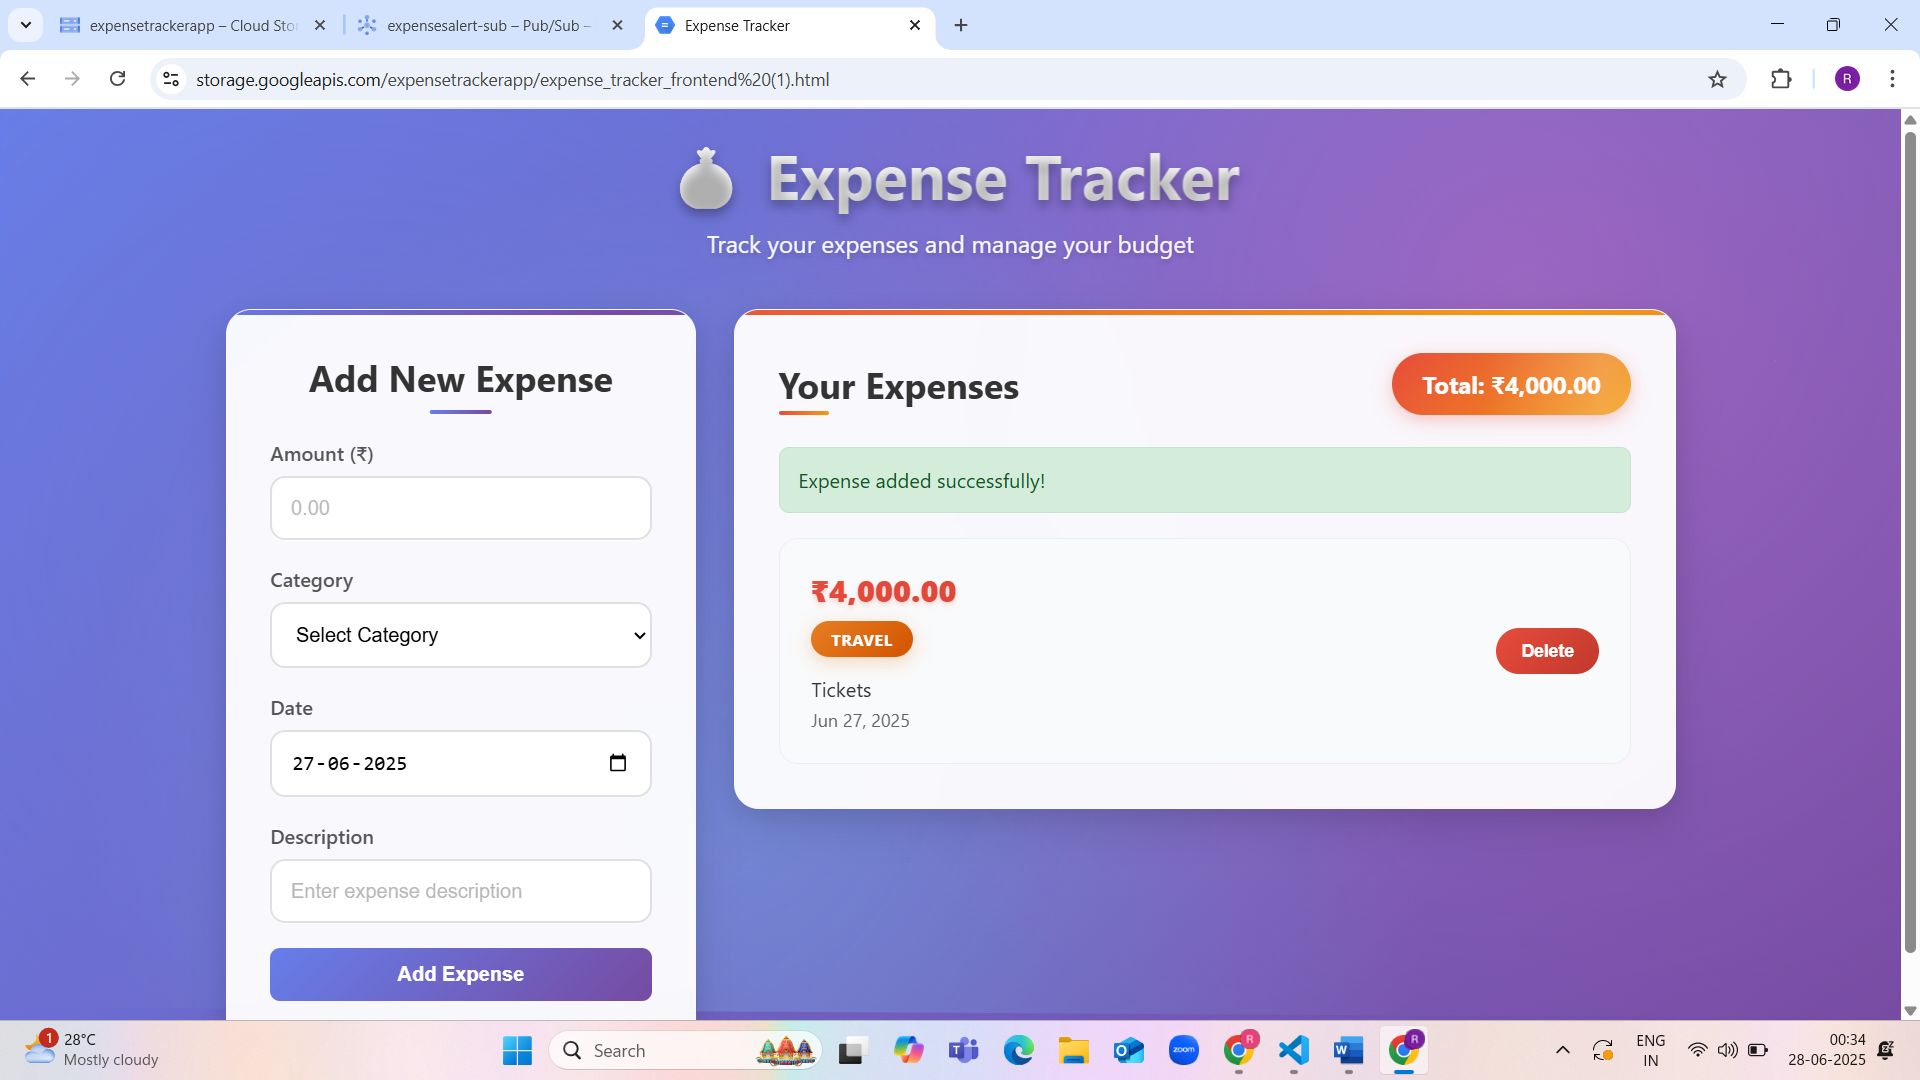 expensetrackerapp – Cloud Sto
expensesalert-sub – Pub/Sub –
Expense Tracker
storage.googleapis.com/expensetrackerapp/expense_tracker_frontend%20(1).html
R
Expense Tracker
Track your expenses and manage your budget
Add New Expense
Amount (₹)
0.00
Category
Select Category
Date
27-06-2025
Description
Enter expense description
Add Expense
Your Expenses
Total: ₹4,000.00
Expense added successfully!
₹4,000.00
TRAVEL
Tickets
Jun 27, 2025
Delete
1
28°C
Mostly cloudy
Search
zoom
R
W
R
ENG
IN
00:34
28-06-2025